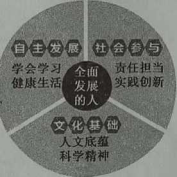 自主发展
学会学习
健康生活
社会参与
责任担当
实践创新
全面
发展
的人
文化基础
人文底蕴
科学精神